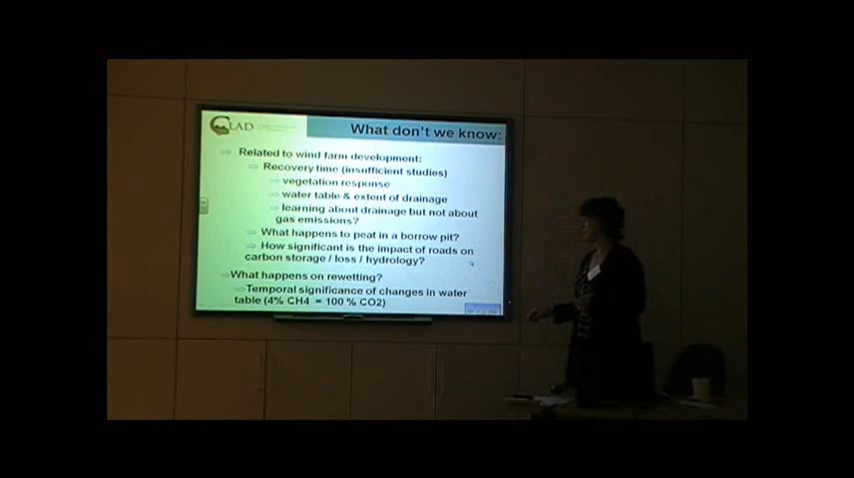 CLAD
What don't we know:
Related to wind farm development:
Recovery time (insufficient studies)
vegetation response
water table & extent of drainage
learning about drainage but not about
gas emissions?
What happens to peat in a borrow pit?
How significant is the impact of roads on
carbon storage / loss / hydrology?
What happens on rewetting?
Temporal significance of changes in water
table (4% CH4 = 100 % CO2)